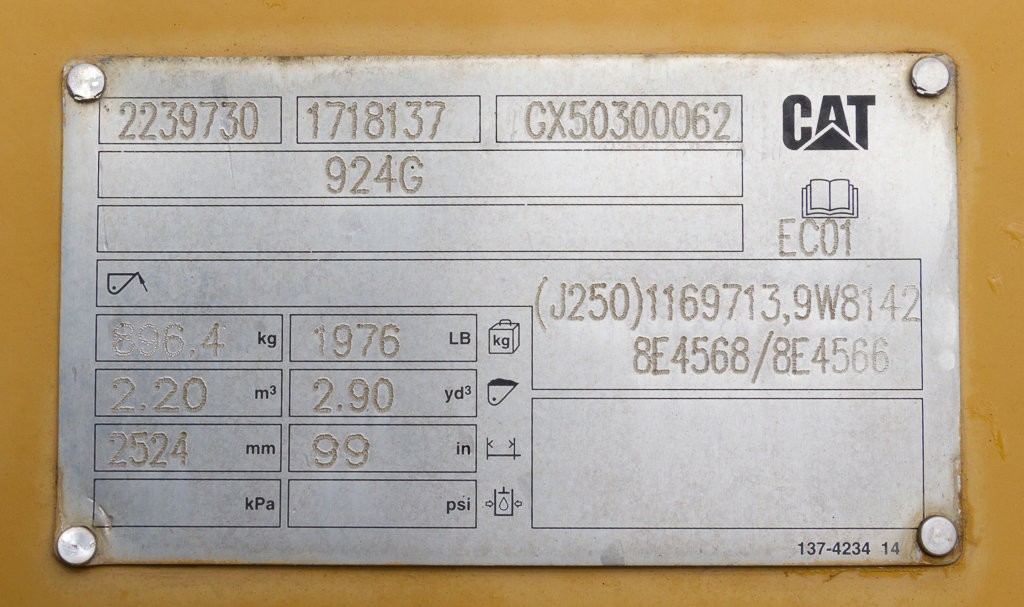 2239730 1718137 GX50300062 CAT
924G
EC01
(J250)1169713,9W8142
896.4 kg 1976 LB kg
8E4568/8E4566
2.20 m³ 2.90 yd³
2524 mm 99 in
kPa psi
137-4234 14